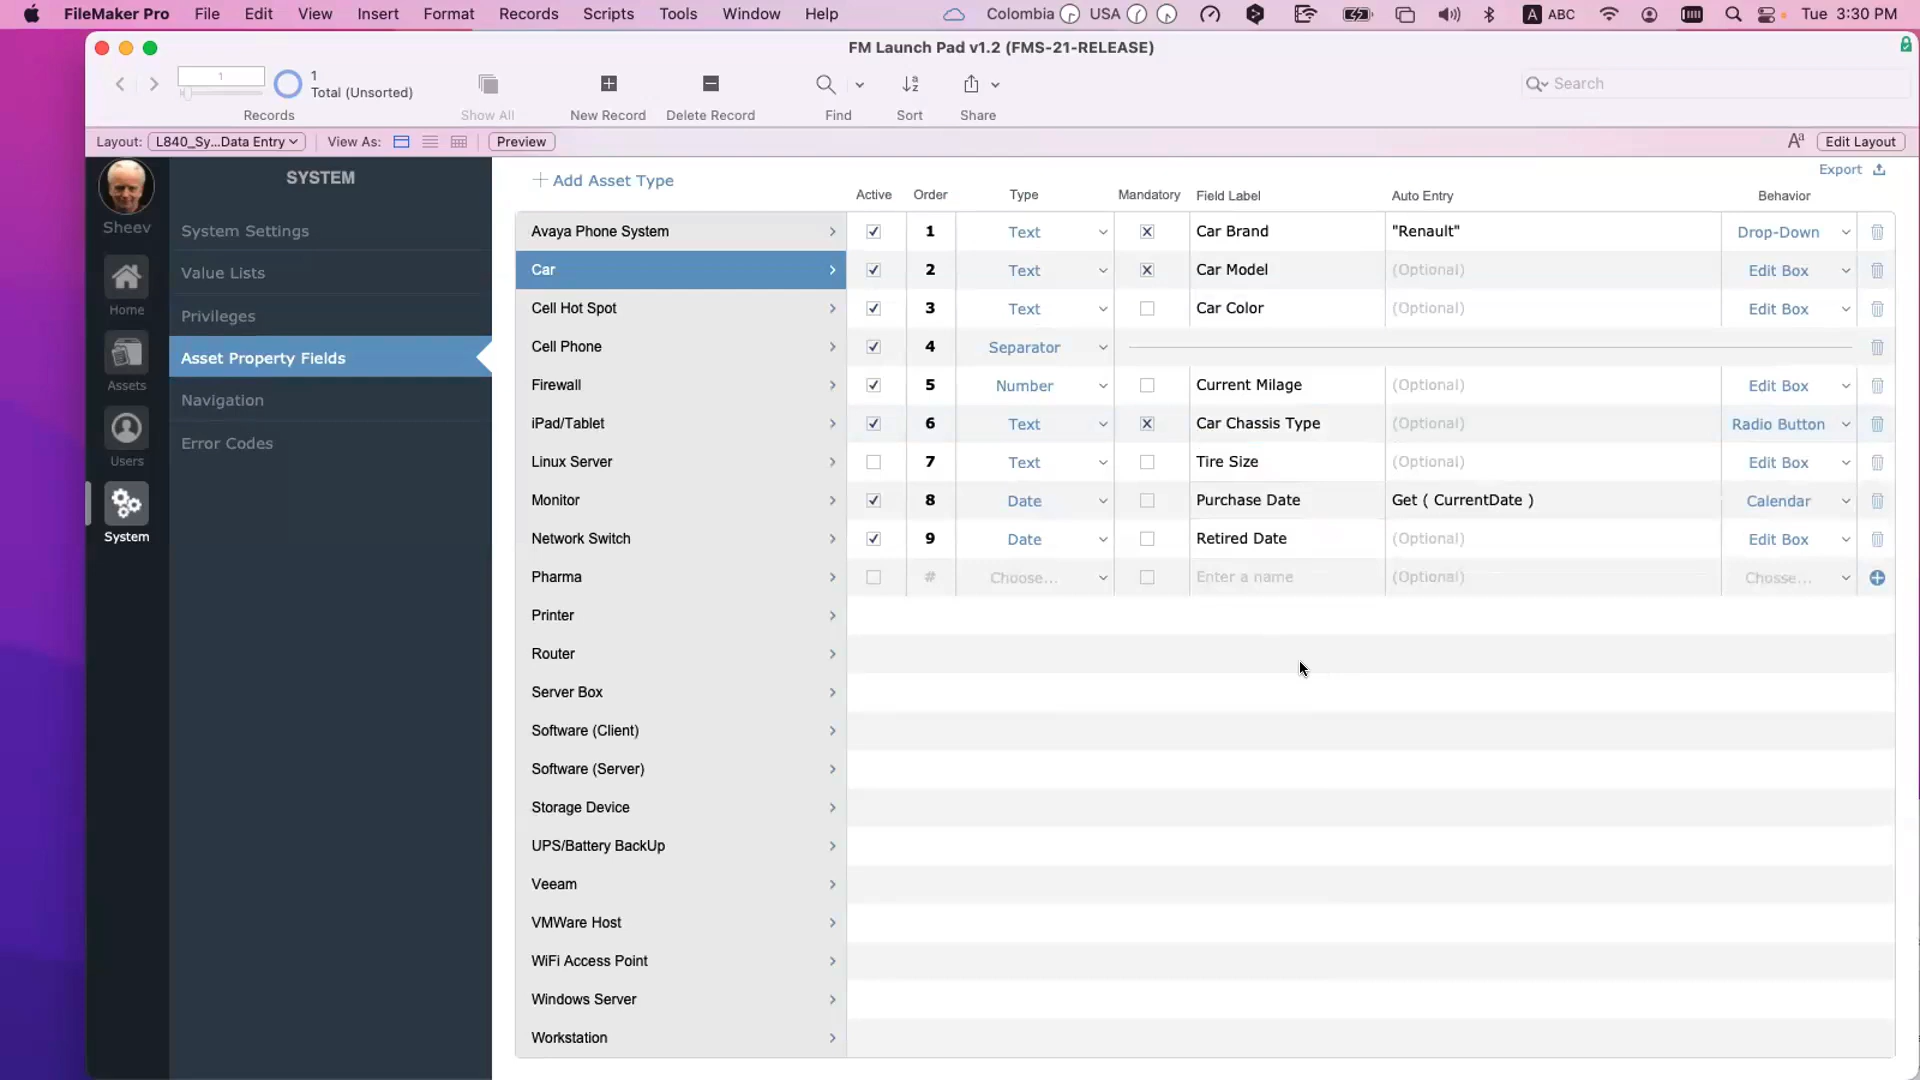 FileMaker Pro File Edit View Insert Format Records Scripts Tools Window Help Colombia USA A ABC Tue 3:30 PM
FM Launch Pad v1.2 (FMS-21-RELEASE)
1
1
Total (Unsorted)
Records
Show All
New Record
Delete Record
Find
Sort
Share
Search
Layout: L840_Sy...Data Entry View As: Preview Aª Edit Layout
Sheev
Home
Assets
Users
System
SYSTEM
System Settings
Value Lists
Privileges
Asset Property Fields
Navigation
Error Codes
Add Asset Type
Export
Active Order Type Mandatory Field Label Auto Entry Behavior
Avaya Phone System
Car
Cell Hot Spot
Cell Phone
Firewall
iPad/Tablet
Linux Server
Monitor
Network Switch
Pharma
Printer
Router
Server Box
Software (Client)
Software (Server)
Storage Device
UPS/Battery BackUp
Veeam
VMWare Host
WiFi Access Point
Windows Server
Workstation
1 Text Car Brand "Renault" Drop-Down
2 Text Car Model (Optional) Edit Box
3 Text Car Color (Optional) Edit Box
4 Separator
5 Number Current Milage (Optional) Edit Box
6 Text Car Chassis Type (Optional) Radio Button
7 Text Tire Size (Optional) Edit Box
8 Date Purchase Date Get ( CurrentDate ) Calendar
9 Date Retired Date (Optional) Edit Box
# Choose... Enter a name (Optional) Chosse...